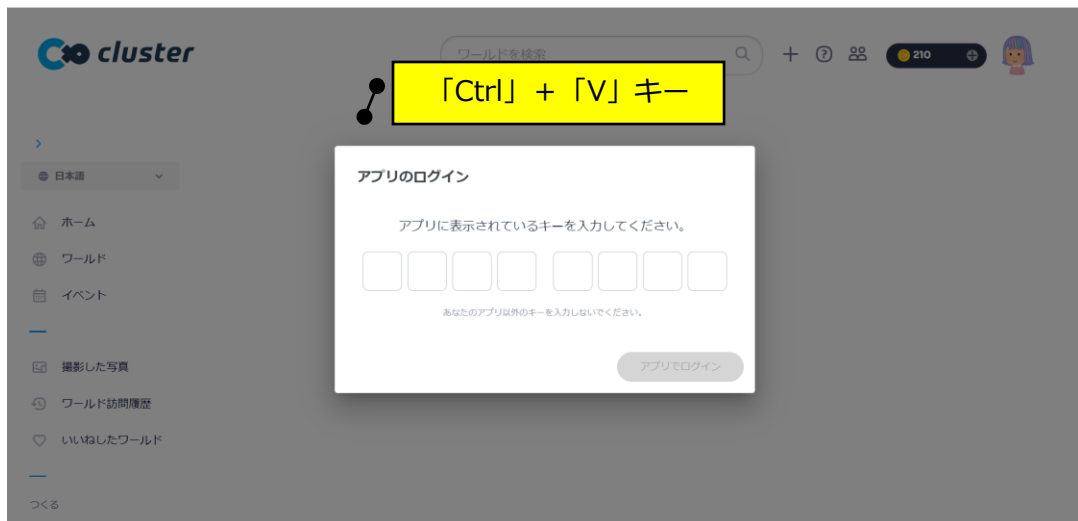 cluster
ワールドを検索
210
「Ctrl」+「V」キー
日本語
アプリのログイン
アプリに表示されているキーを入力してください。
ホーム
ワールド
イベント
あなたのアプリ以外のキーを入力しないでください。
撮影した写真
アプリでログイン
ワールド訪問履歴
いいねしたワールド
つくる